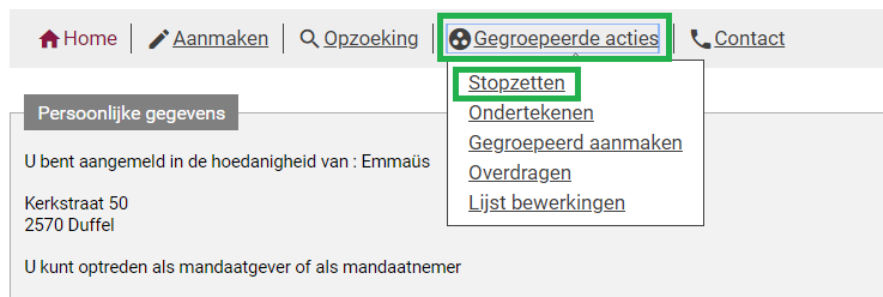 Home Aanmaken Opzoeking Gegroepeerde acties Contact
Stopzetten
Ondertekenen
Gegroepeerd aanmaken
Overdragen
Lijst bewerkingen
Persoonlijke gegevens
U bent aangemeld in de hoedanigheid van : Emmaüs
Kerkstraat 50
2570 Duffel
U kunt optreden als mandaatgever of als mandaatnemer